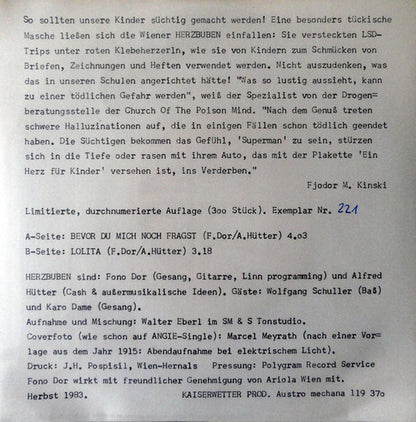 So sollten unsere Kinder süchtig gemacht werden! Eine besonders tückische
Masche ließen sich die Wiener HERZBUBEN einfallen: Sie versteckten LSD-
Trips unter roten Klebeherzerln, wie sie von Kindern zum Schmücken von
Briefen, Zeichnungen und Heften verwendet werden. Nicht auszudenken, was
das in unseren Schulen angerichtet hätte! "Was so lustig aussieht, kann
zu einer tödlichen Gefahr werden", weiß der Spezialist von der Drogen=
beratungsstelle der Church Of The Poison Mind. "Nach dem Genuß treten
schwere Halluzinationen auf, die in einigen Fällen schon tödlich geendet
haben. Die Süchtigen bekommen das Gefühl, 'Superman' zu sein, stürzen
sich in die Tiefe oder rasen mit ihrem Auto, das mit der Plakette 'Ein
Herz für Kinder' versehen ist, ins Verderben."
Fjodor M. Kinski
Limitierte, durchnumerierte Auflage (3oo Stück). Exemplar Nr. 221
A-Seite: BEVOR DU MICH NOCH FRAGST (F.Dor/A.Hütter) 4.o3
B-Seite: LOLITA (F.Dor/A.Hütter) 3.18
HERZBUBEN sind: Fono Dor (Gesang, Gitarre, Linn programming) und Alfred
Hütter (Cash & außermusikalische Ideen). Gäste: Wolfgang Schuller (Baß)
und Karo Dame (Gesang).
Aufnahme und Mischung: Walter Eberl im SM & S Tonstudio.
Coverfoto (wie schon auf ANGIE-Single): Marcel Meyrath (nach einer Vor=
lage aus dem Jahr 1915: Abendaufnahme bei elektrischem Licht).
Druck: J.H. Pospisil, Wien-Hernals Pressung: Polygram Record Service
Fono Dor wirkt mit freundlicher Genehmigung von Ariola Wien mit.
Herbst 1983. KAISERWETTER PROD. Austro mechana 119 37o